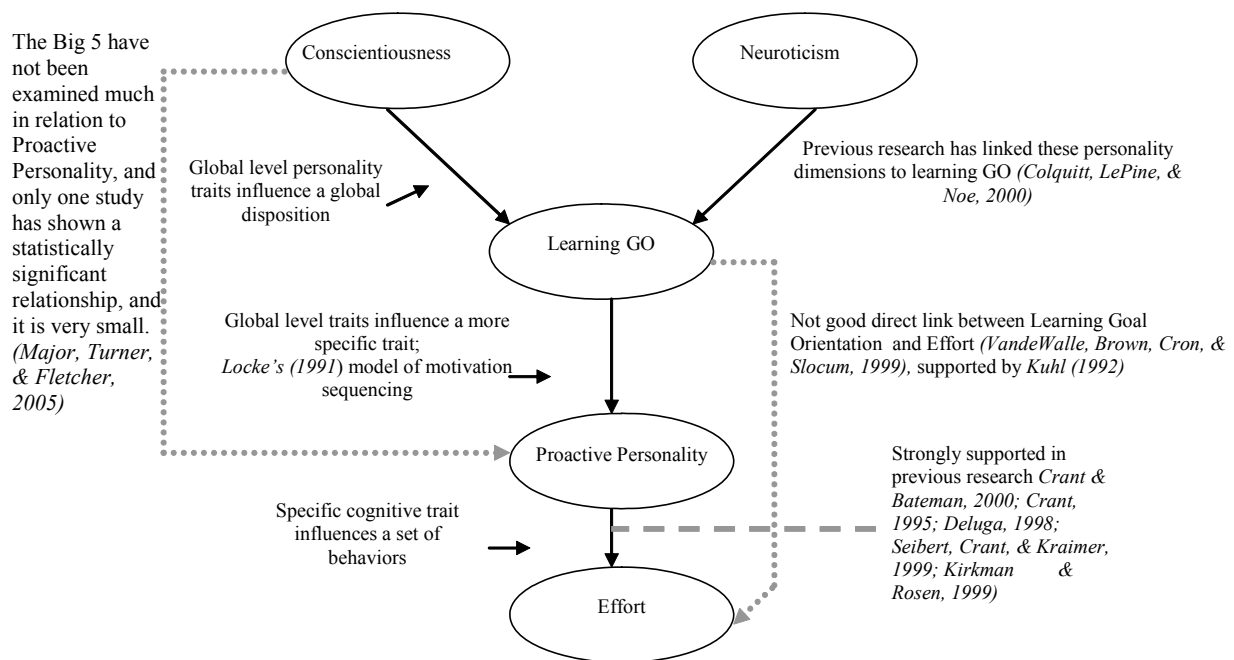 The Big 5 have
not been
examined much
in relation to
Proactive
Personality, and
only one study
has shown a
statistically
significant
relationship, and
it is very small.
(Major, Turner,
& Fletcher,
2005)
Conscientiousness
Neuroticism
Global level personality
traits influence a global
disposition
Previous research has linked these personality
dimensions to learning GO (Colquitt, LePine, &
Noe, 2000)
Learning GO
Global level traits influence a more
specific trait;
Locke's (1991) model of motivation
sequencing
Not good direct link between Learning Goal
Orientation and Effort (VandeWalle, Brown, Cron, &
Slocum, 1999), supported by Kuhl (1992)
Proactive Personality
Strongly supported in
previous research Crant &
Bateman, 2000; Crant,
1995; Deluga, 1998;
Seibert, Crant, & Kraimer,
1999; Kirkman &
Rosen, 1999)
Specific cognitive trait
influences a set of
behaviors
Effort